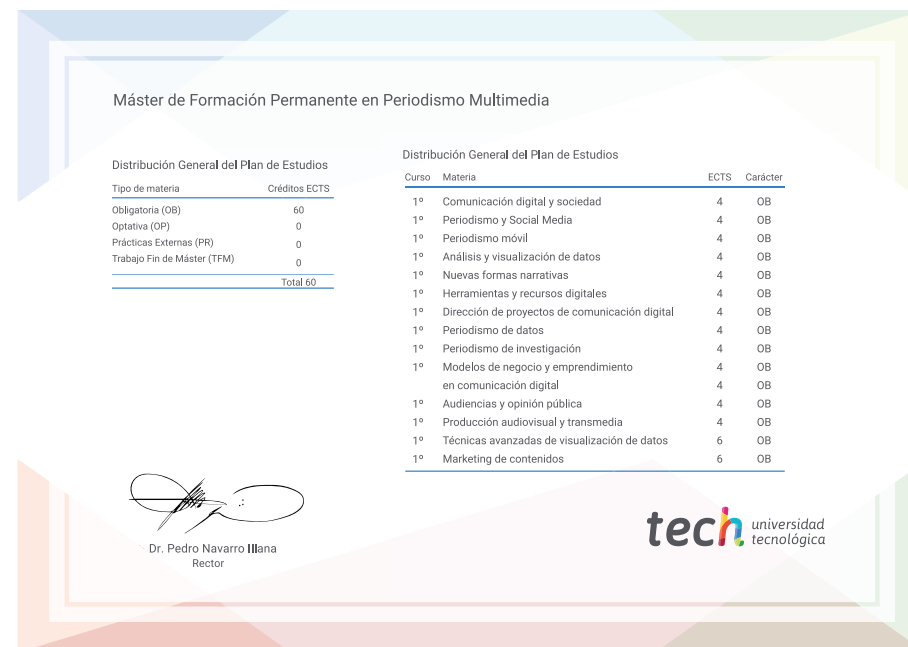 Máster de Formación Permanente en Periodismo Multimedia
Distribución General del Plan de Estudios
Tipo de materia Créditos ECTS
Obligatoria (OB) 60
Optativa (OP) 0
Prácticas Externas (PR) 0
Trabajo Fin de Máster (TFM) 0
Total 60
Distribución General del Plan de Estudios
Curso Materia ECTS Carácter
1º Comunicación digital y sociedad 4 OB
1º Periodismo y Social Media 4 OB
1º Periodismo móvil 4 OB
1º Análisis y visualización de datos 4 OB
1º Nuevas formas narrativas 4 OB
1º Herramientas y recursos digitales 4 OB
1º Dirección de proyectos de comunicación digital 4 OB
1º Periodismo de datos 4 OB
1º Periodismo de investigación 4 OB
1º Modelos de negocio y emprendimiento 4 OB
en comunicación digital 4 OB
1º Audiencias y opinión pública 4 OB
1º Producción audiovisual y transmedia 4 OB
1º Técnicas avanzadas de visualización de datos 6 OB
1º Marketing de contenidos 6 OB
Dr. Pedro Navarro Illana
Rector
tech universidad
tecnológica